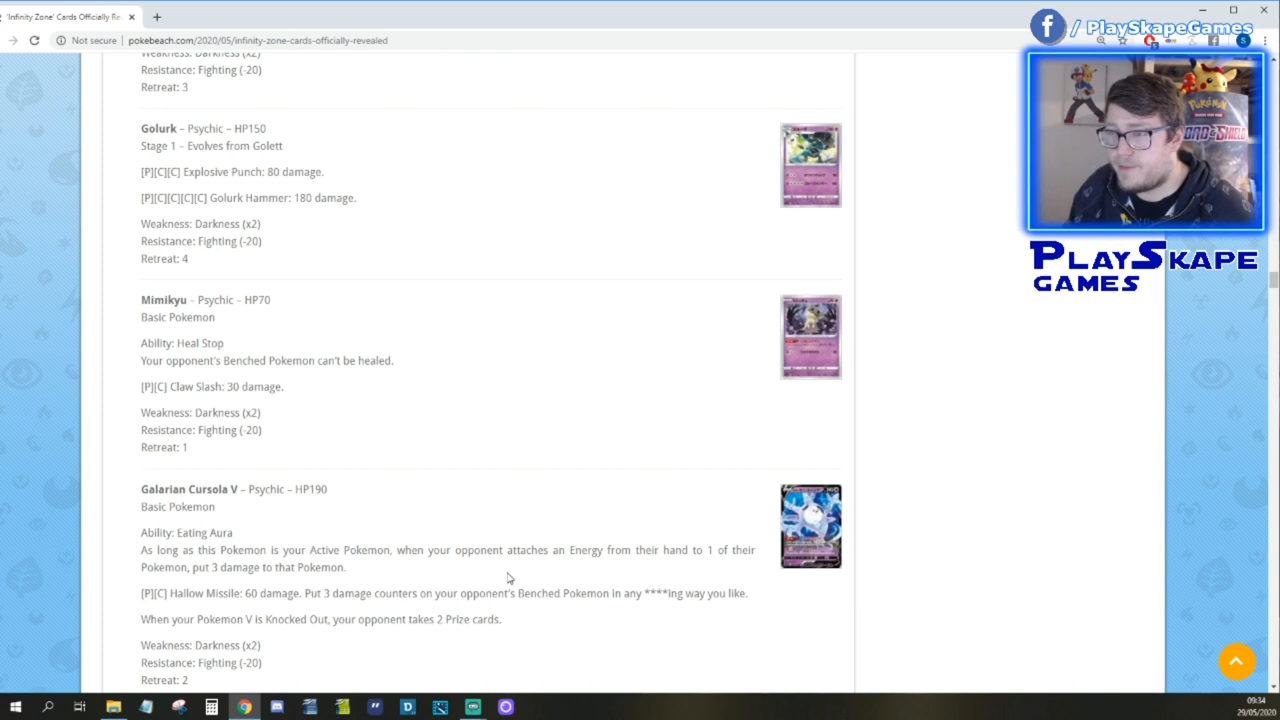 'Infinity Zone' Cards Officially Re
Not secure
pokebeach.com/2020/05/infinity-zone-cards-officially-revealed
/ PlaySkapeGames
Weakness: Darkness (x2)
Resistance: Fighting (-20)
Retreat: 3
Golurk – Psychic – HP150
Stage 1 – Evolves from Golett
[P][C][C] Explosive Punch: 80 damage.
[P][C][C][C][C] Golurk Hammer: 180 damage.
Weakness: Darkness (x2)
Resistance: Fighting (-20)
Retreat: 4
PLAYSKAPE
GAMES
Mimikyu – Psychic – HP70
Basic Pokemon
Ability: Heal Stop
Your opponent's Benched Pokemon can't be healed.
[P][C] Claw Slash: 30 damage.
Weakness: Darkness (x2)
Resistance: Fighting (-20)
Retreat: 1
Galarian Cursola V – Psychic – HP190
Basic Pokemon
Ability: Eating Aura
As long as this Pokemon is your Active Pokemon, when your opponent attaches an Energy from their hand to 1 of their
Pokemon, put 3 damage to that Pokemon.
[P][C] Hallow Missile: 60 damage. Put 3 damage counters on your opponent's Benched Pokemon in any ****ing way you like.
When your Pokemon V is Knocked Out, your opponent takes 2 Prize cards.
Weakness: Darkness (x2)
Resistance: Fighting (-20)
Retreat: 2
09:34
29/05/2020